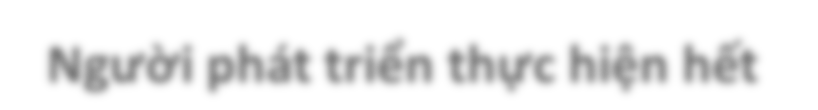 Người phát triển thực hiện hết